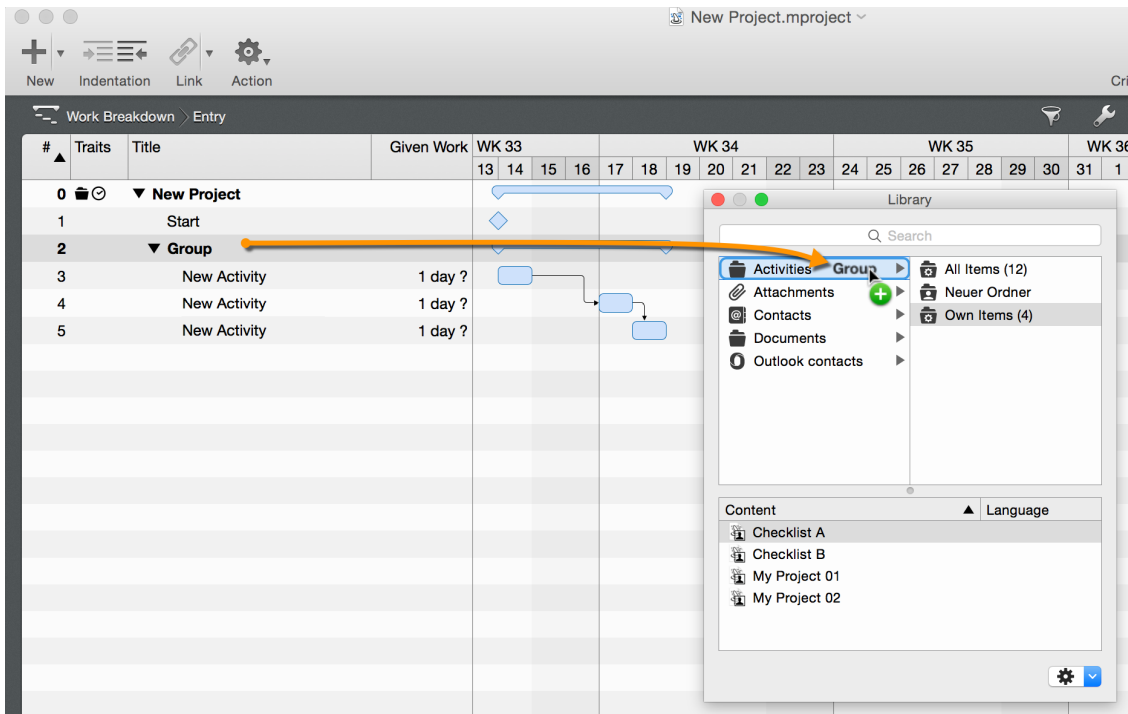 New Project.mproject
New Indentation Link Action Cri
Work Breakdown Entry
# Traits Title Given Work WK 33 WK 34 WK 35 WK 36
13 14 15 16 17 18 19 20 21 22 23 24 25 26 27 28 29 30 31 1
0 New Project
1 Start
2 Group
3 New Activity 1 day ?
4 New Activity 1 day ?
5 New Activity 1 day ?
Library
Search
Activities Group All Items (12)
Attachments Neuer Ordner
Contacts Own Items (4)
Documents
Outlook contacts
Content Language
Checklist A
Checklist B
My Project 01
My Project 02